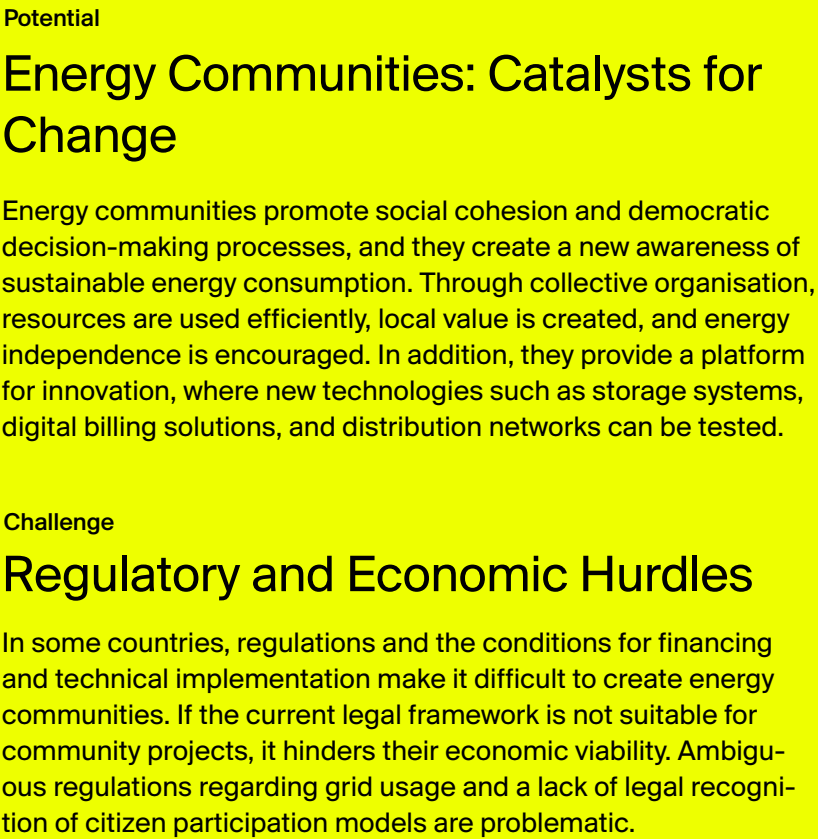 Potential
Energy Communities: Catalysts for
Change
Energy communities promote social cohesion and democratic
decision-making processes, and they create a new awareness of
sustainable energy consumption. Through collective organisation,
resources are used efficiently, local value is created, and energy
independence is encouraged. In addition, they provide a platform
for innovation, where new technologies such as storage systems,
digital billing solutions, and distribution networks can be tested.
Challenge
Regulatory and Economic Hurdles
In some countries, regulations and the conditions for financing
and technical implementation make it difficult to create energy
communities. If the current legal framework is not suitable for
community projects, it hinders their economic viability. Ambigu-
ous regulations regarding grid usage and a lack of legal recogni-
tion of citizen participation models are problematic.